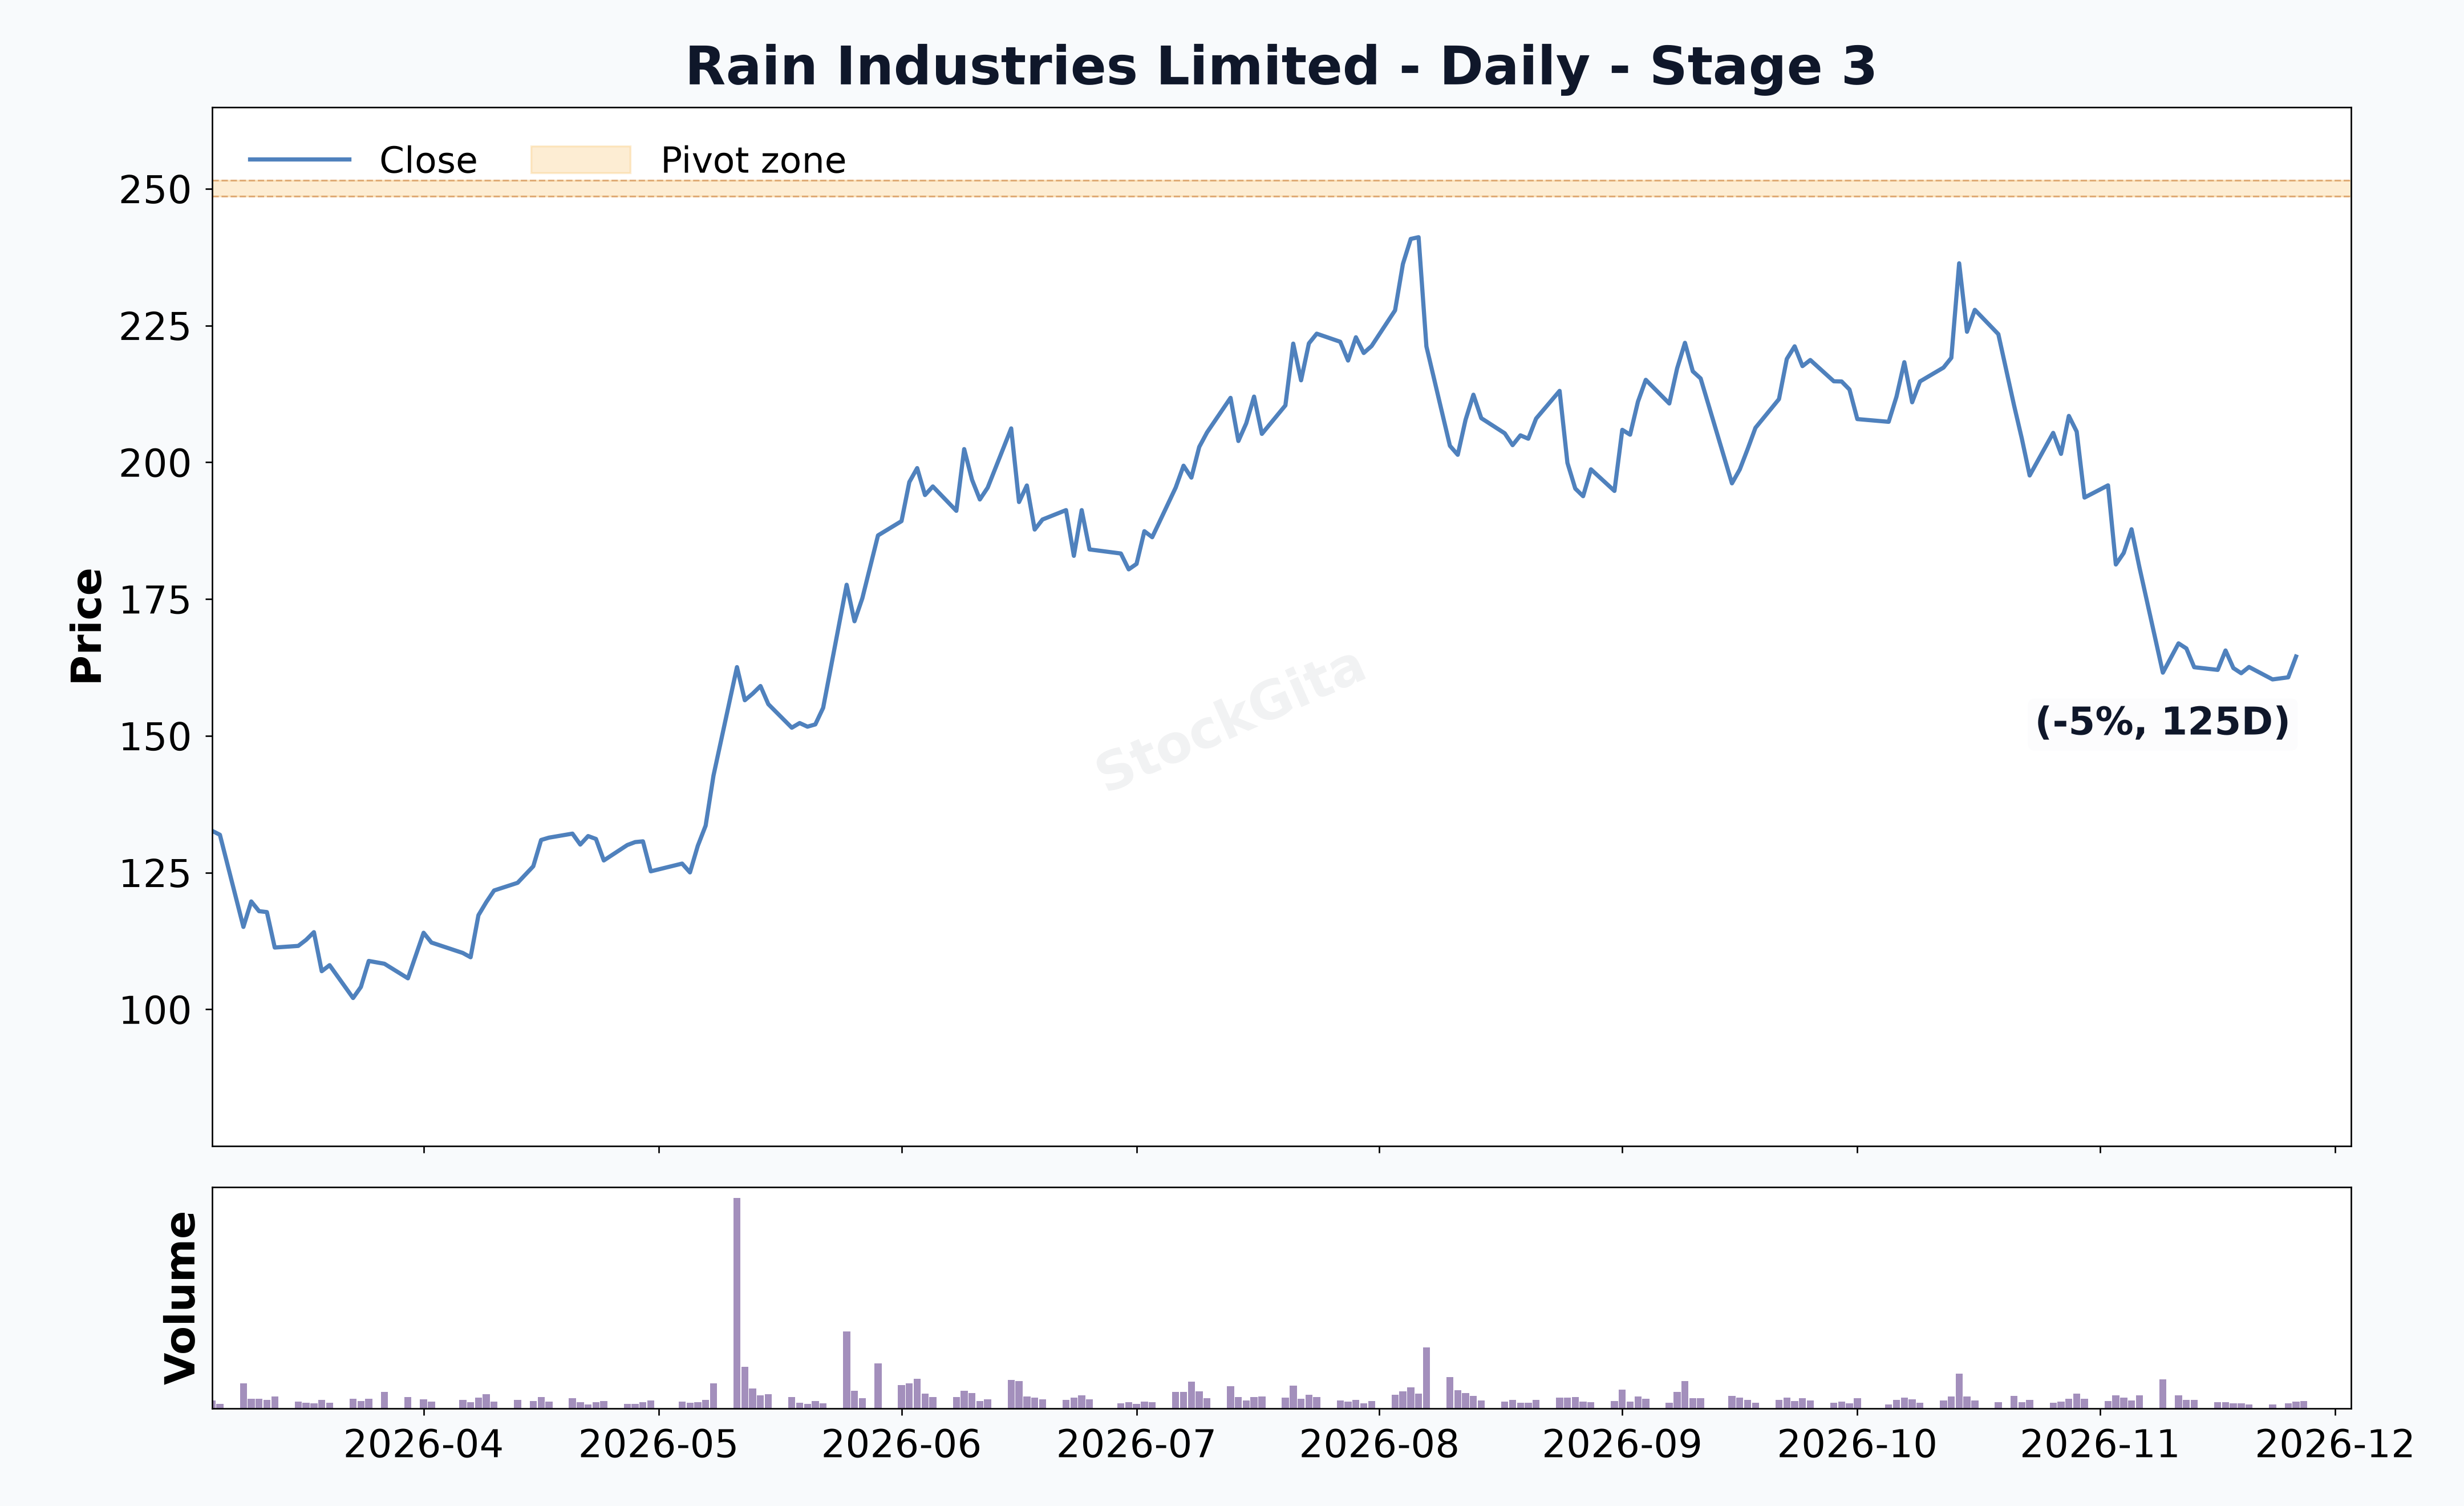 Rain Industries Limited - Daily - Stage 3
Close
Pivot zone
250
225
200
175
150
125
100
Price
StockGita
(-5%, 125D)
Volume
2026-04
2026-05
2026-06
2026-07
2026-08
2026-09
2026-10
2026-11
2026-12